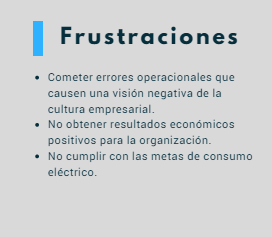 Frustraciones
• Cometer errores operacionales que
causen una visión negativa de la
cultura empresarial.
• No obtener resultados económicos
positivos para la organización.
• No cumplir con las metas de consumo
eléctrico.